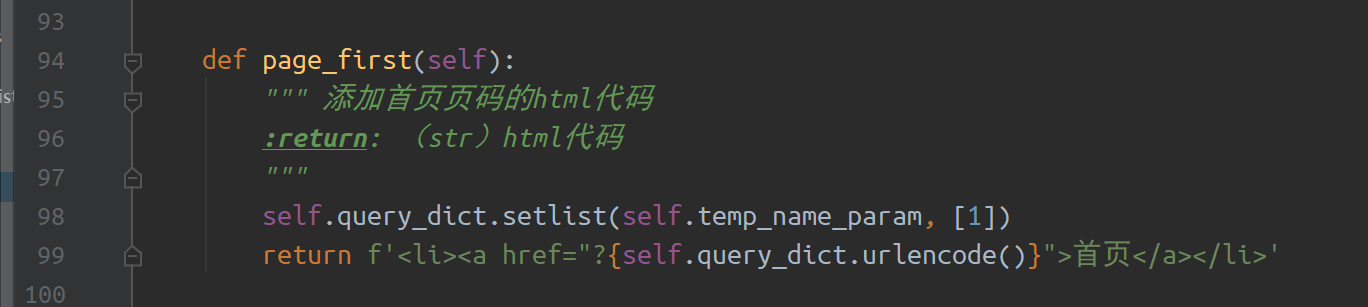 93
94 def page_first(self):
95 """ 添加首页页码的html代码
ist
96 :return: （str）html代码
97 """
98 self.query_dict.setlist(self.temp_name_param, [1])
99 return f'<li><a href="?{self.query_dict.urlencode()}">首页</a></li>'
100